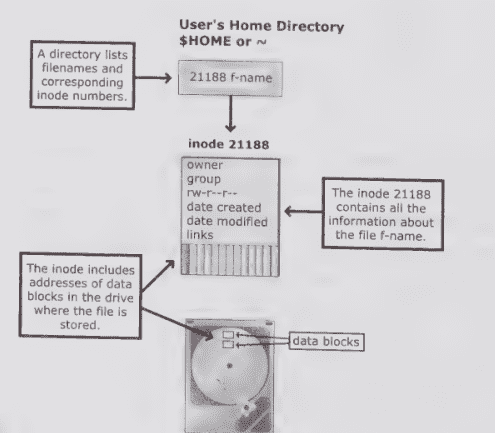 User's Home Directory
$HOME or ~
A directory lists
filenames and
corresponding
inode numbers.
21188 f-name
inode 21188
owner
group
rw-r--r--
date created
date modified
links
The inode 21188
contains all the
information about
the file f-name.
The inode includes
addresses of data
blocks in the drive
where the file is
stored.
data blocks